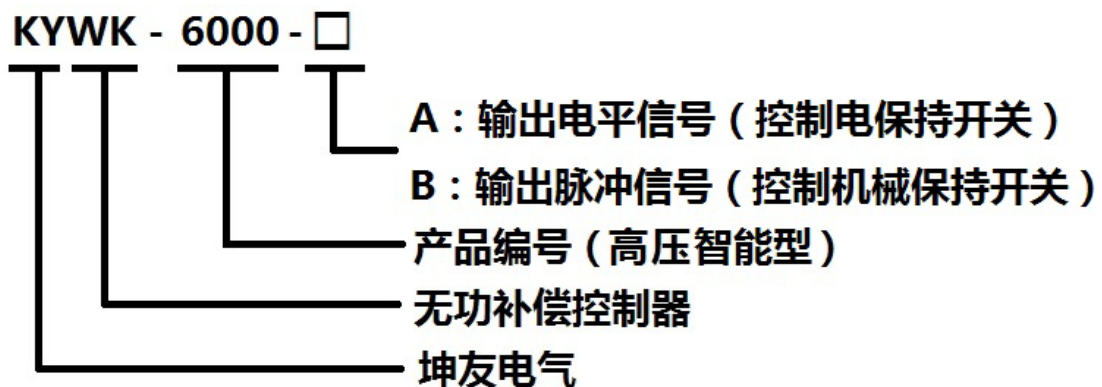 KYWK - 6000 - □
A：输出电平信号（控制电保持开关）
B：输出脉冲信号（控制机械保持开关）
产品编号（高压智能型）
无功补偿控制器
坤友电气